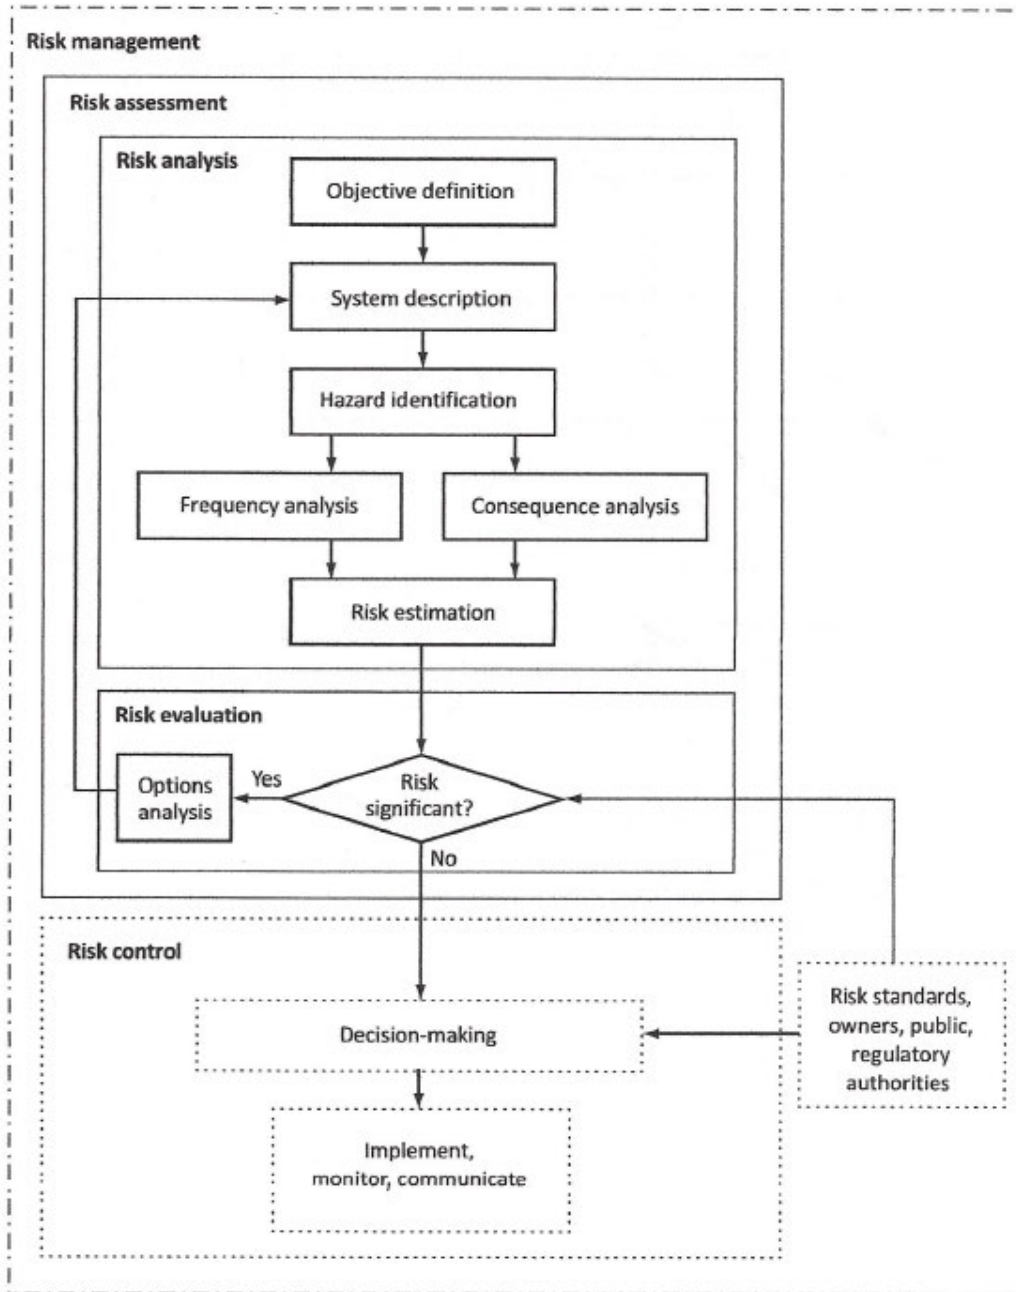 Risk management
Risk assessment
Risk analysis
Objective definition
System description
Hazard identification
Frequency analysis
Consequence analysis
Risk estimation
Risk evaluation
Options
analysis
Yes
Risk
significant?
No
Risk control
Decision-making
Risk standards,
owners, public,
regulatory
authorities
Implement,
monitor, communicate